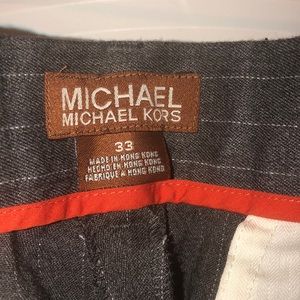 MICHAEL
MICHAEL KORS
33
MADE IN HONG KONG
HECHO EN HONG KONG
FABRIQUÉ A HONG KONG